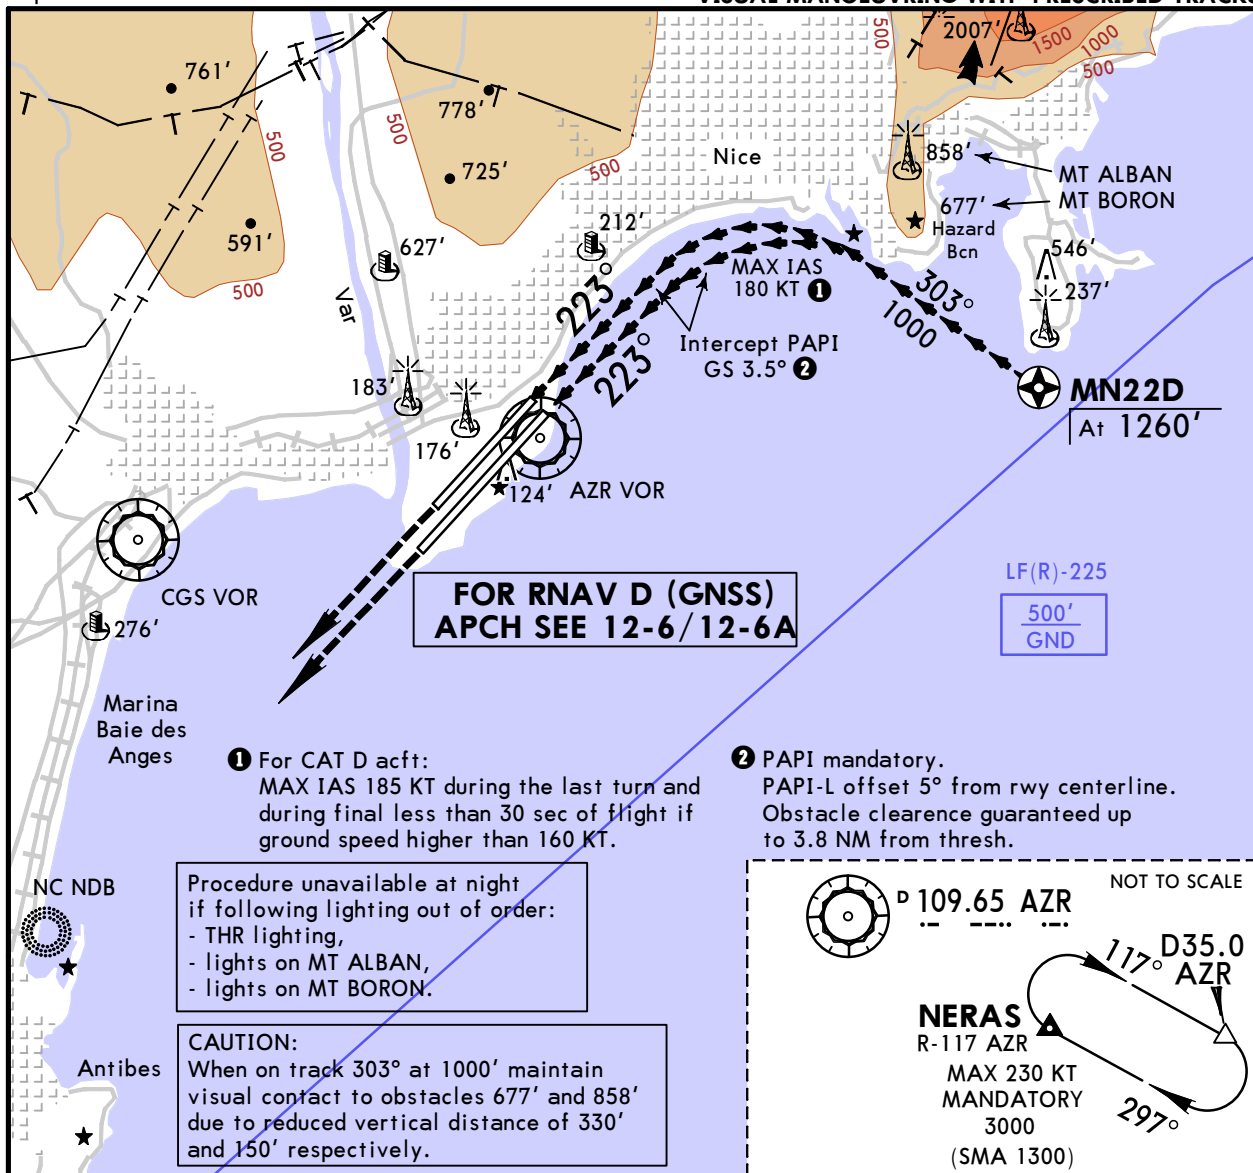 761'
778'
725'
591'
500
500
500
500
500
500
1000
1500
2007'
Nice
858'
MT ALBAN
MT BORON
677'
Hazard
Bcn
546'
237'
212'
627'
Var
MAX IAS
180 KT ❶
303°
1000
223°
223°
Intercept PAPI
GS 3.5° ❷
MN22D
At 1260'
183'
176'
124'
AZR VOR
CGS VOR
276'
FOR RNAV D (GNSS)
APCH SEE 12-6/12-6A
LF(R)-225
500'
GND
Marina
Baie des
Anges
❶ For CAT D acft:
MAX IAS 185 KT during the last turn and
during final less than 30 sec of flight if
ground speed higher than 160 KT.
❷ PAPI mandatory.
PAPI-L offset 5° from rwy centerline.
Obstacle clearence guaranteed up
to 3.8 NM from thresh.
NC NDB
Procedure unavailable at night
if following lighting out of order:
- THR lighting,
- lights on MT ALBAN,
- lights on MT BORON.
Antibes
CAUTION:
When on track 303° at 1000' maintain
visual contact to obstacles 677' and 858'
due to reduced vertical distance of 330'
and 150' respectively.
NOT TO SCALE
D 109.65 AZR
117°
D35.0
AZR
NERAS
R-117 AZR
MAX 230 KT
MANDATORY
3000
(SMA 1300)
297°